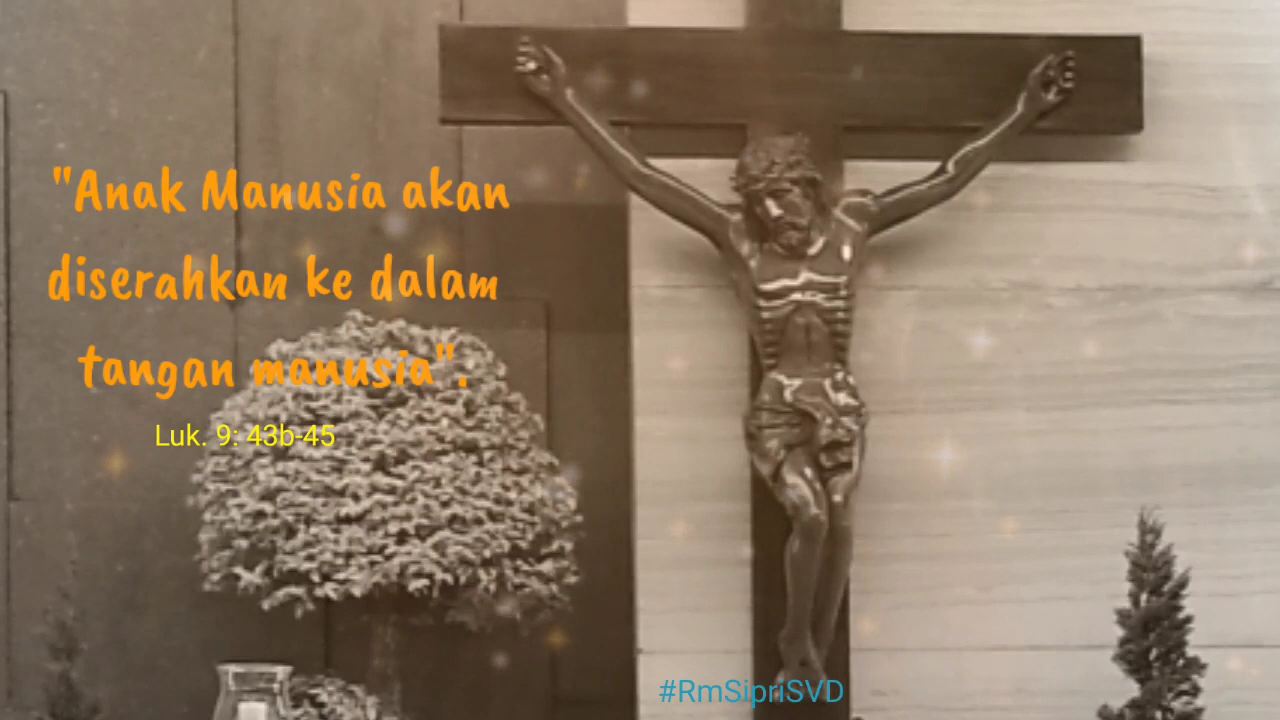 "Anak Manusia akan
diserahkan ke dalam
tangan manusia".
Luk. 9: 43b-45
#RmSipriSVD